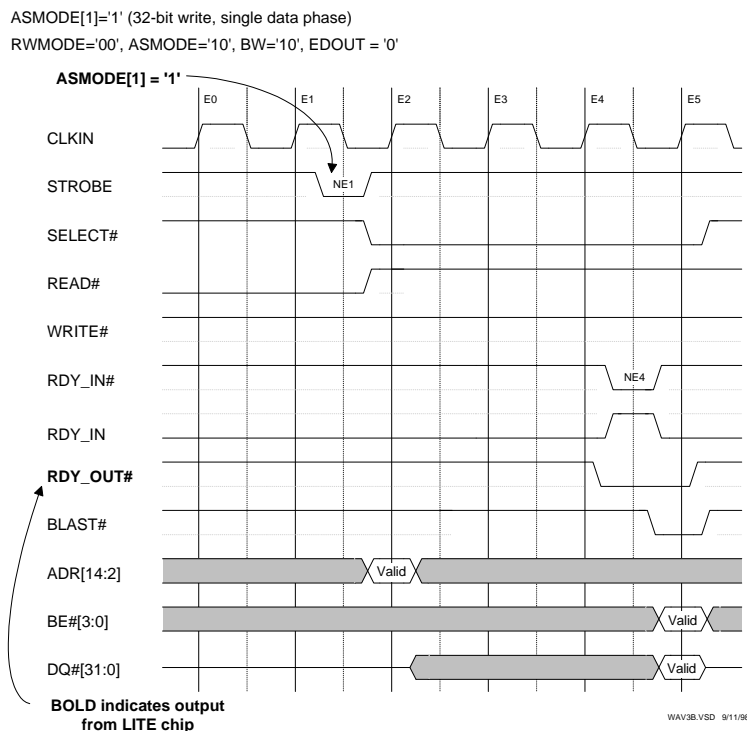 ASMODE[1]='1' (32-bit write, single data phase)
RWMODE='00', ASMODE='10', BW='10', EDOUT = '0'
ASMODE[1] = '1'
E0 E1 E2 E3 E4 E5
CLKIN
STROBE NE1
SELECT#
READ#
WRITE#
RDY_IN# NE4
RDY_IN
RDY_OUT#
BLAST#
ADR[14:2] Valid
BE#[3:0] Valid
DQ#[31:0] Valid
BOLD indicates output
from LITE chip
WAV3B.VSD 9/11/98